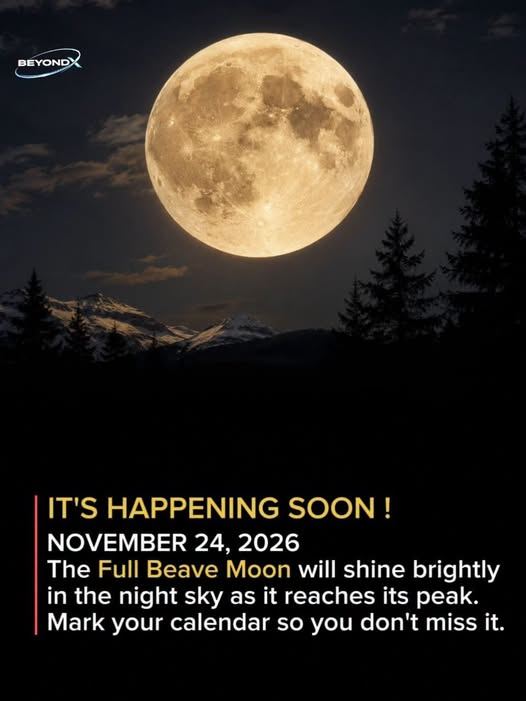 BEYONDX
IT'S HAPPENING SOON !
NOVEMBER 24, 2026
The Full Beave Moon will shine brightly
in the night sky as it reaches its peak.
Mark your calendar so you don't miss it.